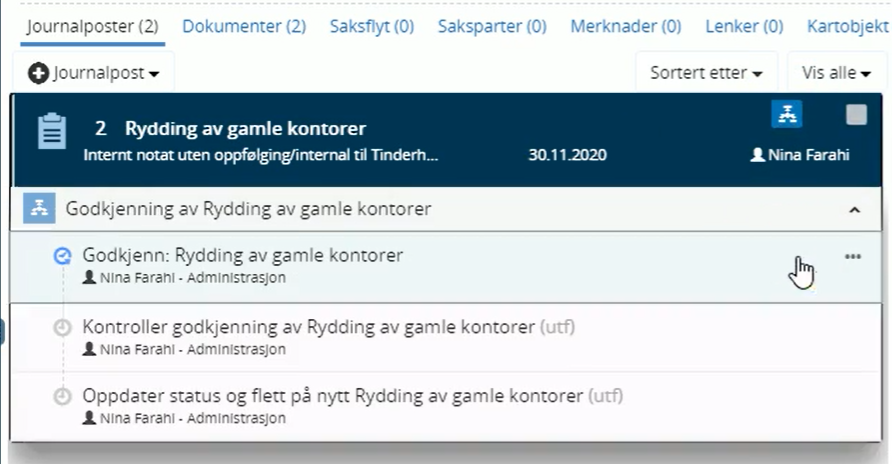 Journalposter (2) Dokumenter (2) Saksflyt (0) Saksparter (0) Merknader (0) Lenker (0) Kartobjekt
Journalpost Sortert etter Vis alle
2 Rydding av gamle kontorer
Internt notat uten oppfølging/internal til Tinderh... 30.11.2020 Nina Farahi
Godkjenning av Rydding av gamle kontorer
Godkjenn: Rydding av gamle kontorer
Nina Farahi - Administrasjon
Kontroller godkjenning av Rydding av gamle kontorer (utf)
Nina Farahi - Administrasjon
Oppdater status og flett på nytt Rydding av gamle kontorer (utf)
Nina Farahi - Administrasjon